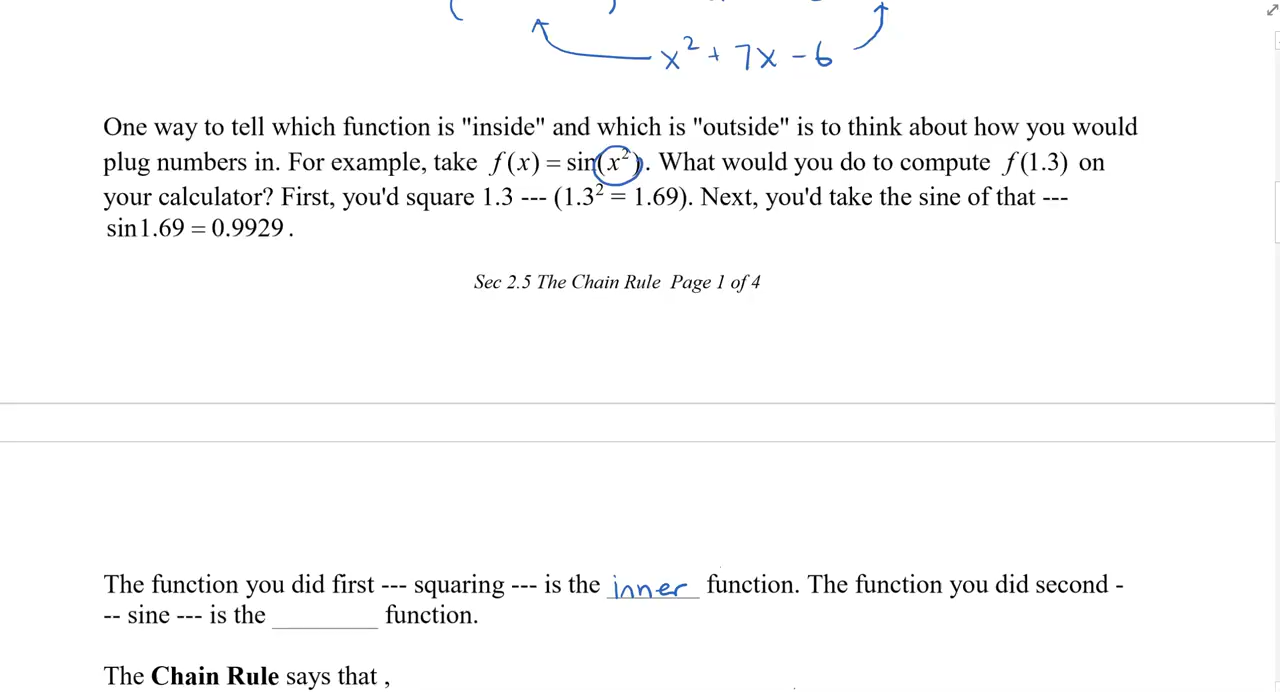 x² + 7x - 6
One way to tell which function is "inside" and which is "outside" is to think about how you would
plug numbers in. For example, take f(x) = sin(x²). What would you do to compute f(1.3) on
your calculator? First, you'd square 1.3 --- (1.3² = 1.69). Next, you'd take the sine of that ---
sin 1.69 = 0.9929.
Sec 2.5 The Chain Rule Page 1 of 4
The function you did first --- squaring --- is the inner function. The function you did second -
-- sine --- is the ________ function.
The Chain Rule says that ,